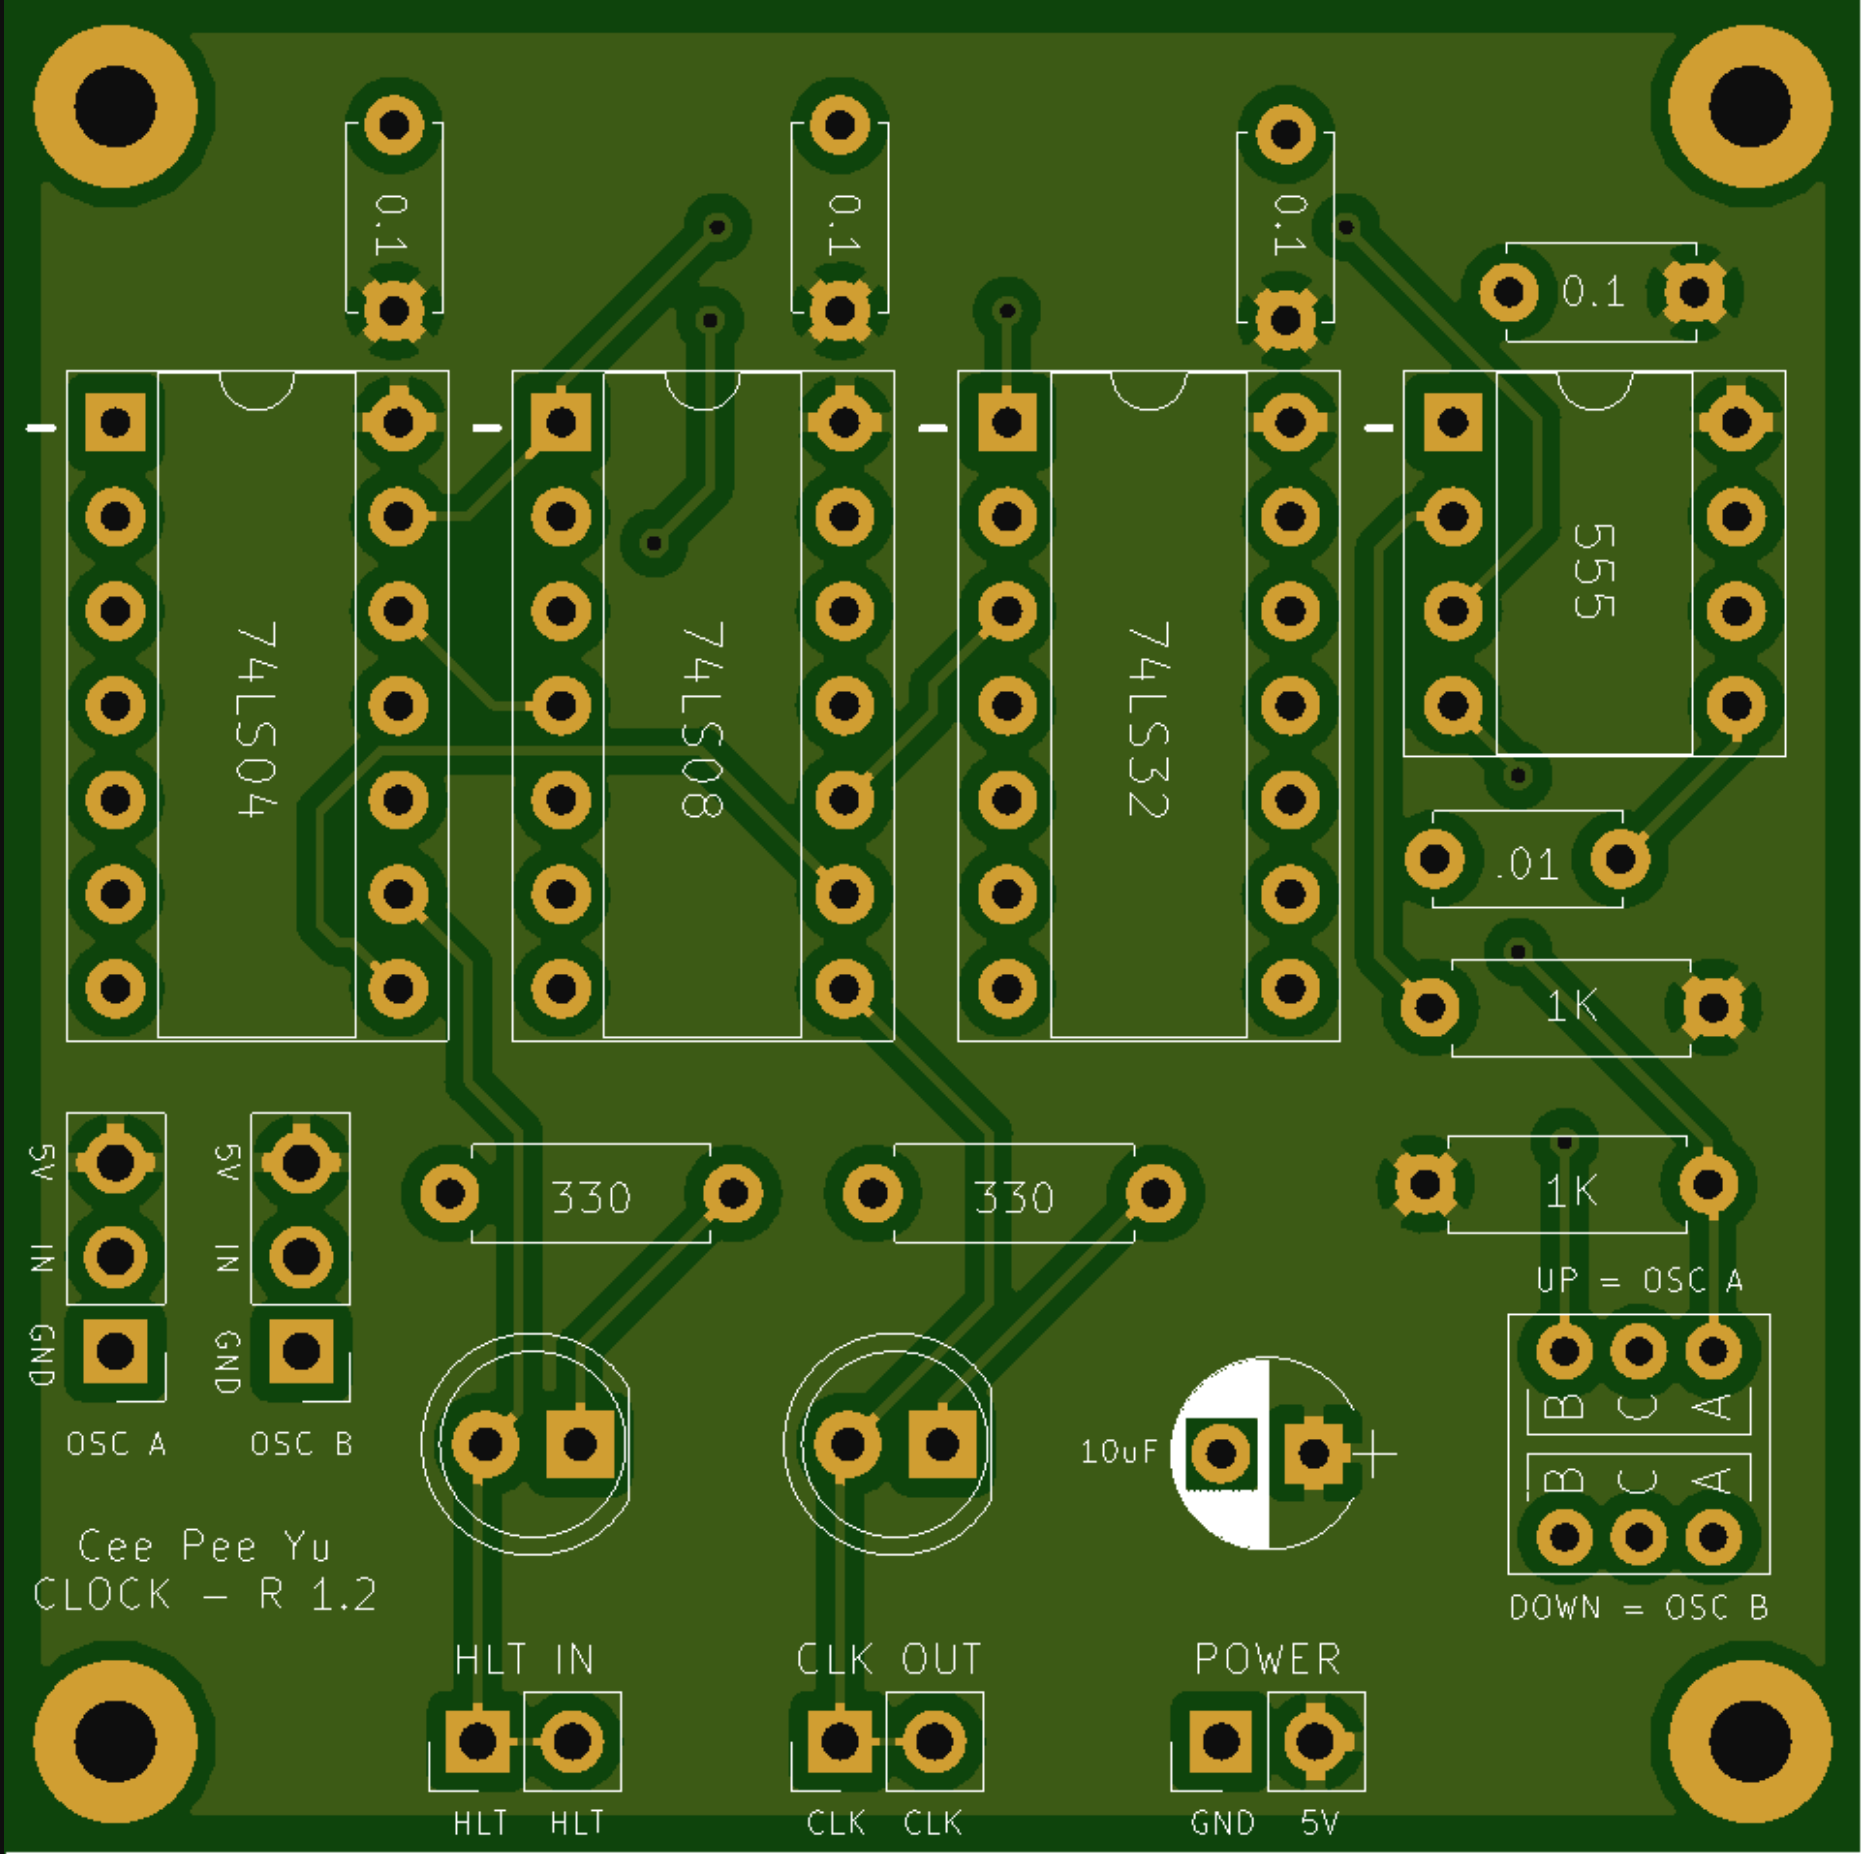 0.1
0.1
0.1
0.1
74LS04
74LS08
74LS32
555
.01
1K
1K
330
330
5V
IN
GND
5V
IN
GND
OSC A
OSC B
UP = OSC A
B C A
B C A
DOWN = OSC B
10uF
+
Cee Pee Yu
CLOCK - R 1.2
HLT IN
CLK OUT
POWER
HLT HLT
CLK CLK
GND 5V